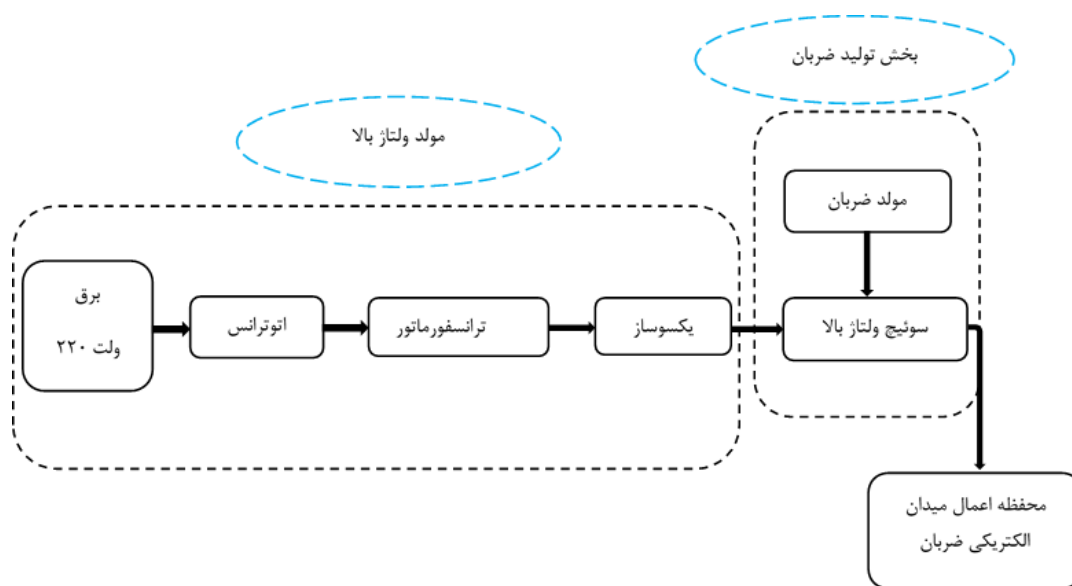 بخش تولید ضربان
مولد ولتاژ بالا
مولد ضربان
برق
ولت ۲۲۰
اتوترانس
ترانسفورماتور
یکسوساز
سوئیچ ولتاژ بالا
محفظه اعمال میدان
الکتریکی ضربان